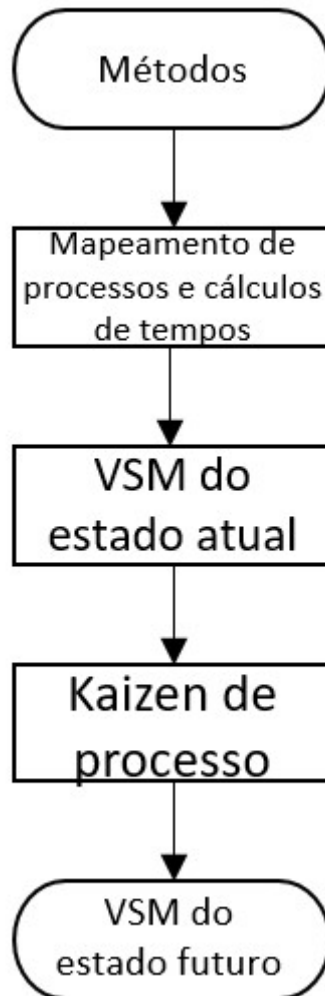 Métodos
Mapeamento de
processos e cálculos
de tempos
VSM do
estado atual
Kaizen de
processo
VSM do
estado futuro